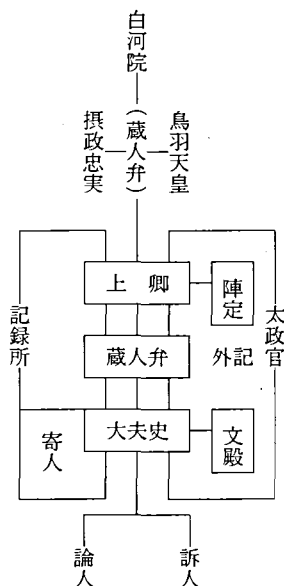 白河院
鳥羽天皇
(蔵人弁)
摂政忠実
太政官
陣定
上卿
外記
蔵人弁
記録所
文殿
大夫史
寄人
訴人
論人